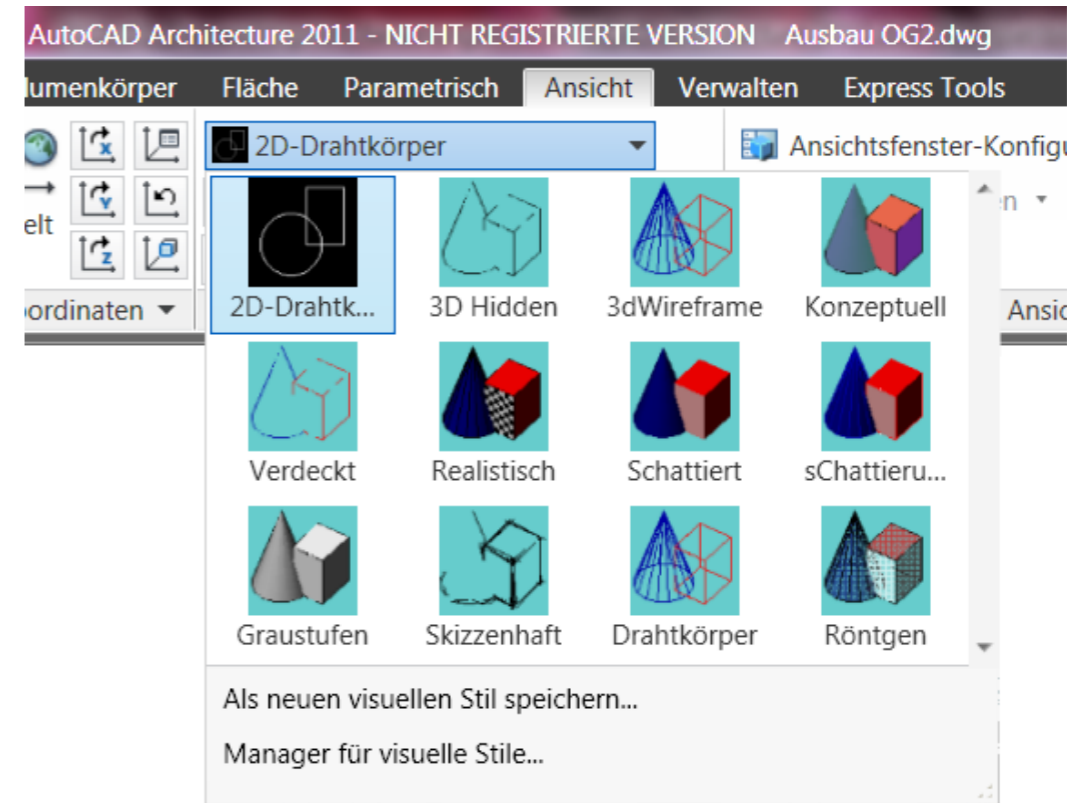 AutoCAD Architecture 2011 - NICHT REGISTRIERTE VERSION Ausbau OG2.dwg
lumenkörper Fläche Parametrisch Ansicht Verwalten Express Tools
2D-Drahtkörper Ansichtsfenster-Konfigu
elt en
2D-Drahtk... 3D Hidden 3dWireframe Konzeptuell
ordinaten Ansic
Verdeckt Realistisch Schattiert sChattieru...
Graustufen Skizzenhaft Drahtkörper Röntgen
Als neuen visuellen Stil speichern...
Manager für visuelle Stile...